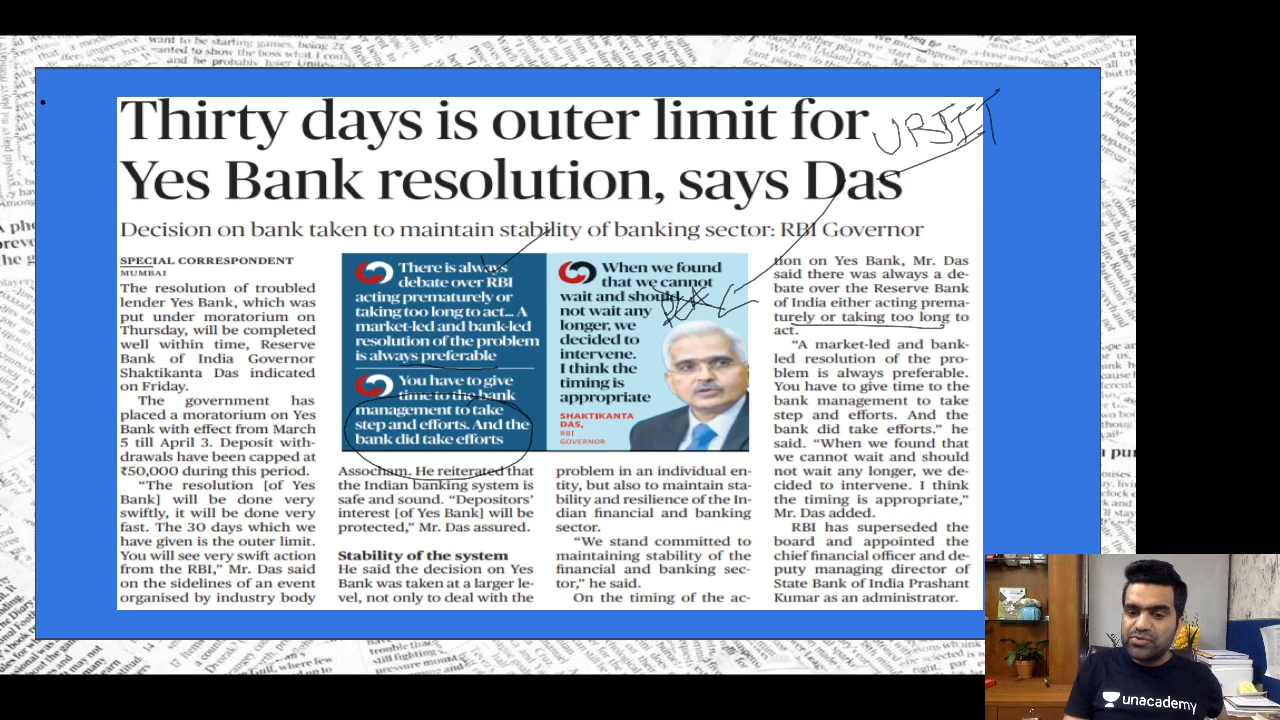 Thirty days is outer limit for
Yes Bank resolution, says Das
URJIT
Decision on bank taken to maintain stability of banking sector: RBI Governor
SPECIAL CORRESPONDENT
MUMBAI
The resolution of troubled
lender Yes Bank, which was
put under moratorium on
Thursday, will be completed
well within time, Reserve
Bank of India Governor
Shaktikanta Das indicated
on Friday.
The government has
placed a moratorium on Yes
Bank with effect from March
5 till April 3. Deposit with-
drawals have been capped at
₹50,000 during this period.
“The resolution [of Yes
Bank] will be done very
swiftly, it will be done very
fast. The 30 days which we
have given is the outer limit.
You will see very swift action
from the RBI,” Mr. Das said
on the sidelines of an event
organised by industry body
There is always
debate over RBI
acting prematurely or
taking too long to act... A
market-led and bank-led
resolution of the problem
is always preferable
You have to give
time to the bank
management to take
step and efforts. And the
bank did take efforts
When we found
that we cannot
wait and should
not wait any
longer, we
decided to
intervene.
I think the
timing is
appropriate
SHAKTIKANTA
DAS,
RBI
GOVERNOR
Assocham. He reiterated that
the Indian banking system is
safe and sound. “Depositors’
interest [of Yes Bank] will be
protected,” Mr. Das assured.
Stability of the system
He said the decision on Yes
Bank was taken at a larger le-
vel, not only to deal with the
problem in an individual en-
tity, but also to maintain sta-
bility and resilience of the In-
dian financial and banking
sector.
“We stand committed to
maintaining stability of the
financial and banking sec-
tor,” he said.
On the timing of the ac-
tion on Yes Bank, Mr. Das
said there was always a de-
bate over the Reserve Bank
of India either acting prema-
turely or taking too long to
act.
“A market-led and bank-
led resolution of the pro-
blem is always preferable.
You have to give time to the
bank management to take
step and efforts. And the
bank did take efforts.” he
said. “When we found that
we cannot wait and should
not wait any longer, we de-
cided to intervene. I think
the timing is appropriate,”
Mr. Das added.
RBI has superseded the
board and appointed the
chief financial officer and de-
puty managing director of
State Bank of India Prashant
Kumar as an administrator.
unacademy